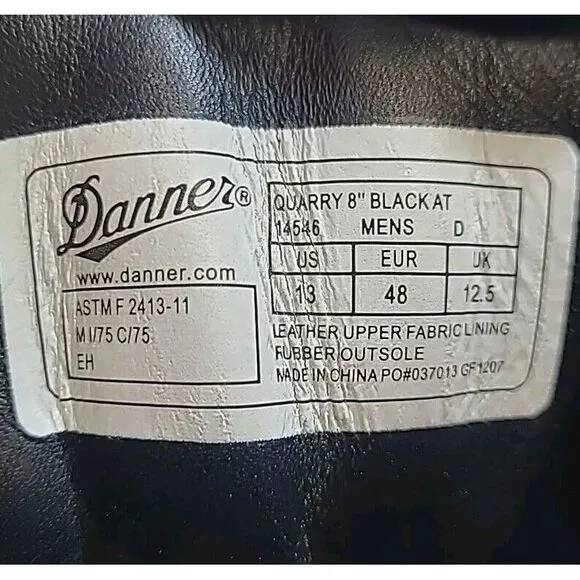 Danner®
www.danner.com
ASTM F 2413-11
M I/75 C/75
EH
QUARRY 8" BLACK AT
14546 MENS D
US EUR UK
13 48 12.5
LEATHER UPPER FABRIC LINING
RUBBER OUTSOLE
MADE IN CHINA PO#037013 GF1207